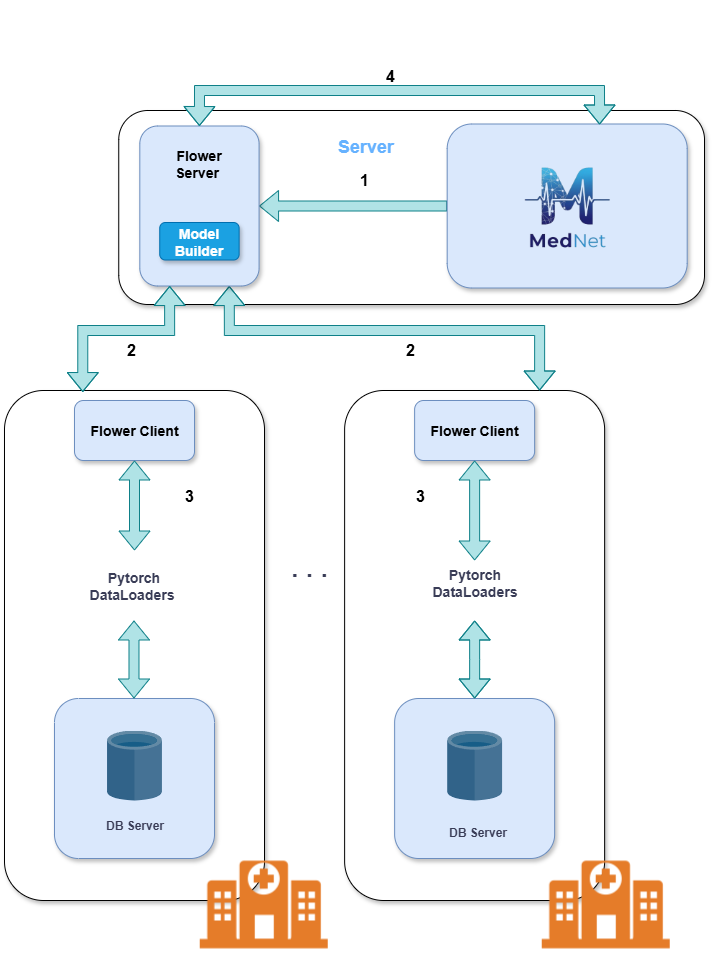 4
Server
Flower
Server
1
Model
Builder
MedNet
2
2
Flower Client
Flower Client
3
3
Pytorch
DataLoaders
. . .
Pytorch
DataLoaders
DB Server
DB Server